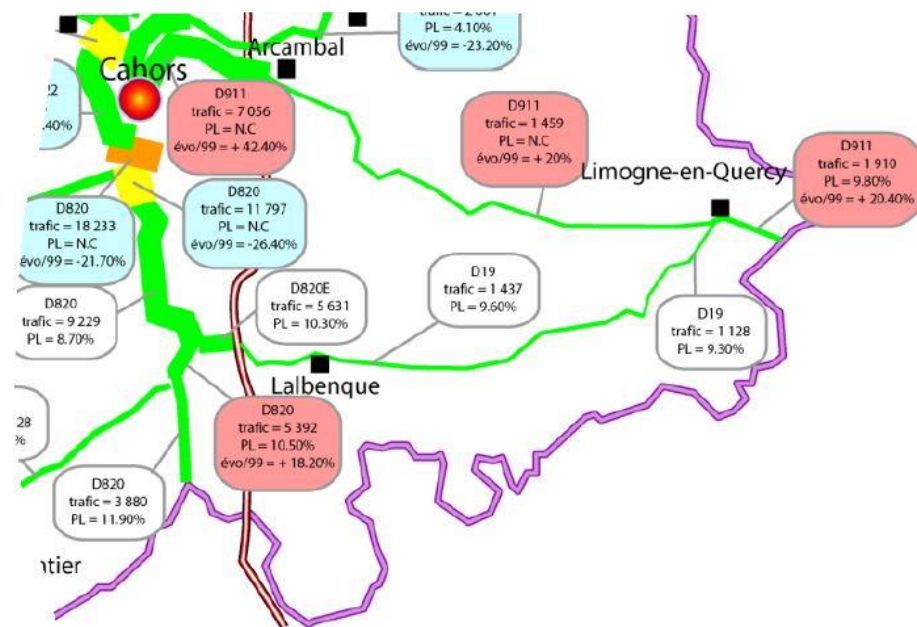 PL = 4.10%
évo/99 = -23.20%
Arcambal
Cahors
D911
trafic = 7 056
PL = N.C
évo/99 = + 42.40%
22
.40%
D911
trafic = 1 459
PL = N.C
évo/99 = + 20%
Limogne-en-Quercy
D911
trafic = 1 910
PL = 9.80%
évo/99 = + 20.40%
D820
trafic = 18 233
PL = N.C
évo/99 = -21.70%
D820
trafic = 11 797
PL = N.C
évo/99 = -26.40%
D820
trafic = 9 229
PL = 8.70%
D820E
trafic = 5 631
PL = 10.30%
D19
trafic = 1 437
PL = 9.60%
D19
trafic = 1 128
PL = 9.30%
Lalbenque
D820
trafic = 5 392
PL = 10.50%
évo/99 = + 18.20%
28
%
D820
trafic = 3 880
PL = 11.90%
ntier